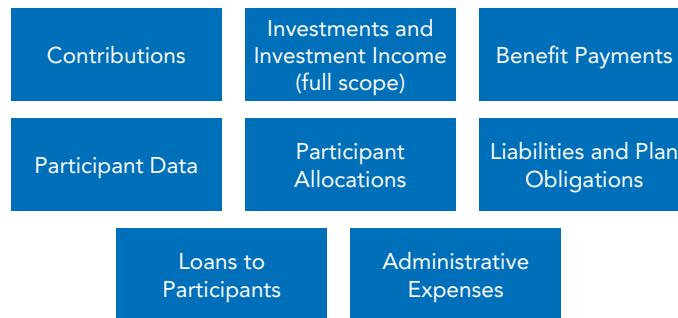 Contributions
Investments and
Investment Income
(full scope)
Benefit Payments
Participant Data
Participant
Allocations
Liabilities and Plan
Obligations
Loans to
Participants
Administrative
Expenses